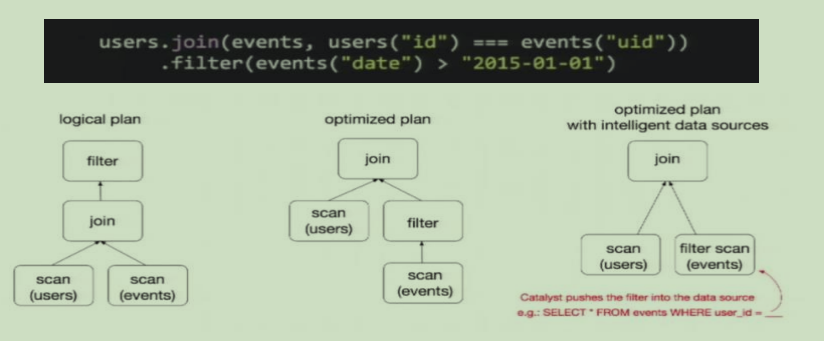 users.join(events, users("id") === events("uid"))
.filter(events("date") > "2015-01-01")
logical plan
filter
join
scan
(users)
scan
(events)
optimized plan
join
scan
(users)
filter
scan
(events)
optimized plan
with intelligent data sources
join
scan
(users)
filter scan
(events)
Catalyst pushes the filter into the data source
e.g.: SELECT * FROM events WHERE user_id = ___